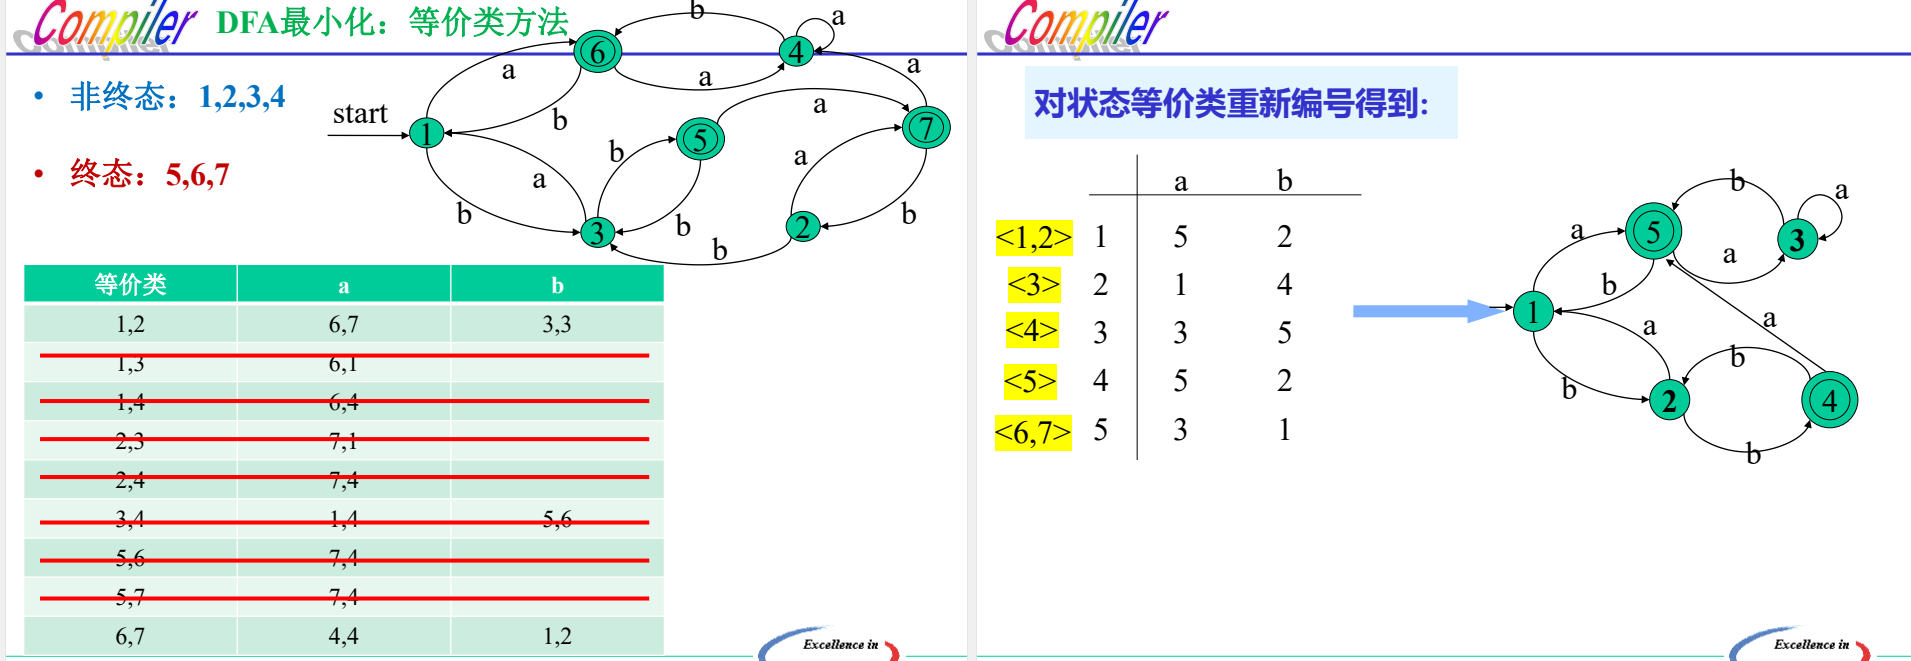 Compiler
DFA最小化：等价类方法
• 非终态：1,2,3,4
• 终态：5,6,7
start
1
6
4
5
7
3
2
a
b
b
a
a
a
a
b
a
b
b
b
a
b
b
等价类 a b
1,2 6,7 3,3
1,3 6,1
1,4 6,4
2,3 7,1
2,4 7,4
3,4 1,4 5,6
5,6 7,4
5,7 7,4
6,7 4,4 1,2
Excellence in
Compiler
对状态等价类重新编号得到:
a b
<1,2> 1 5 2
<3> 2 1 4
<4> 3 3 5
<5> 4 5 2
<6,7> 5 3 1
1
5
3
2
4
a
b
b
a
a
a
b
a
b
b
Excellence in